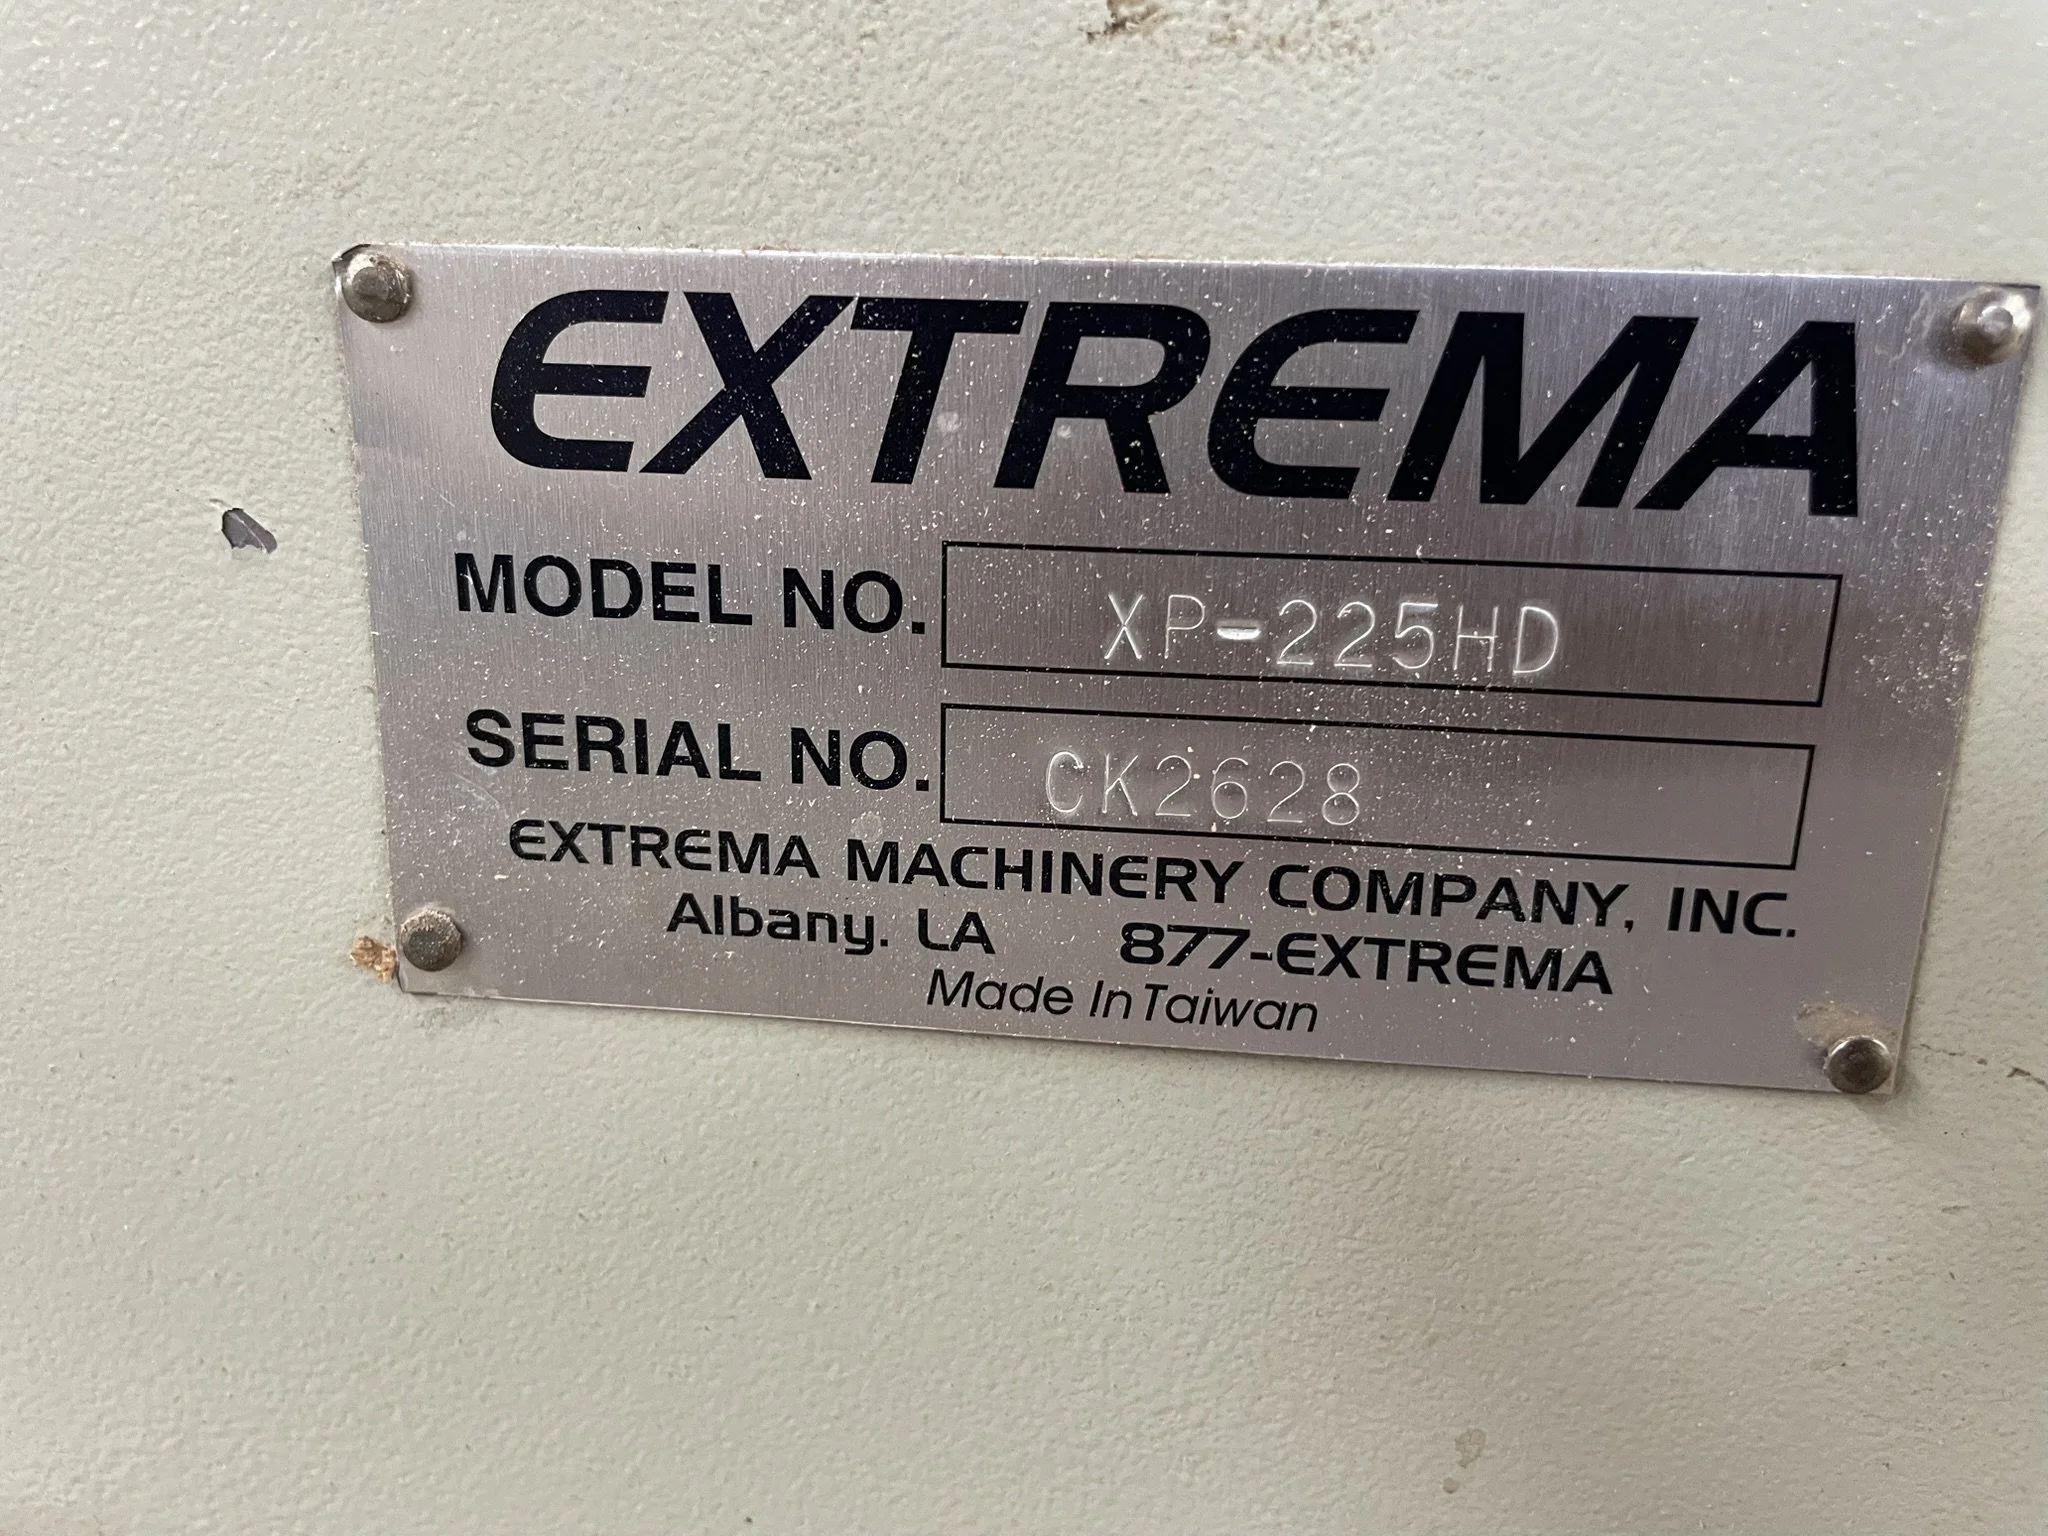 EXTREMA
MODEL NO. XP-225HD
SERIAL NO. CK2628
EXTREMA MACHINERY COMPANY, INC.
Albany. LA 877-EXTREMA
Made In Taiwan